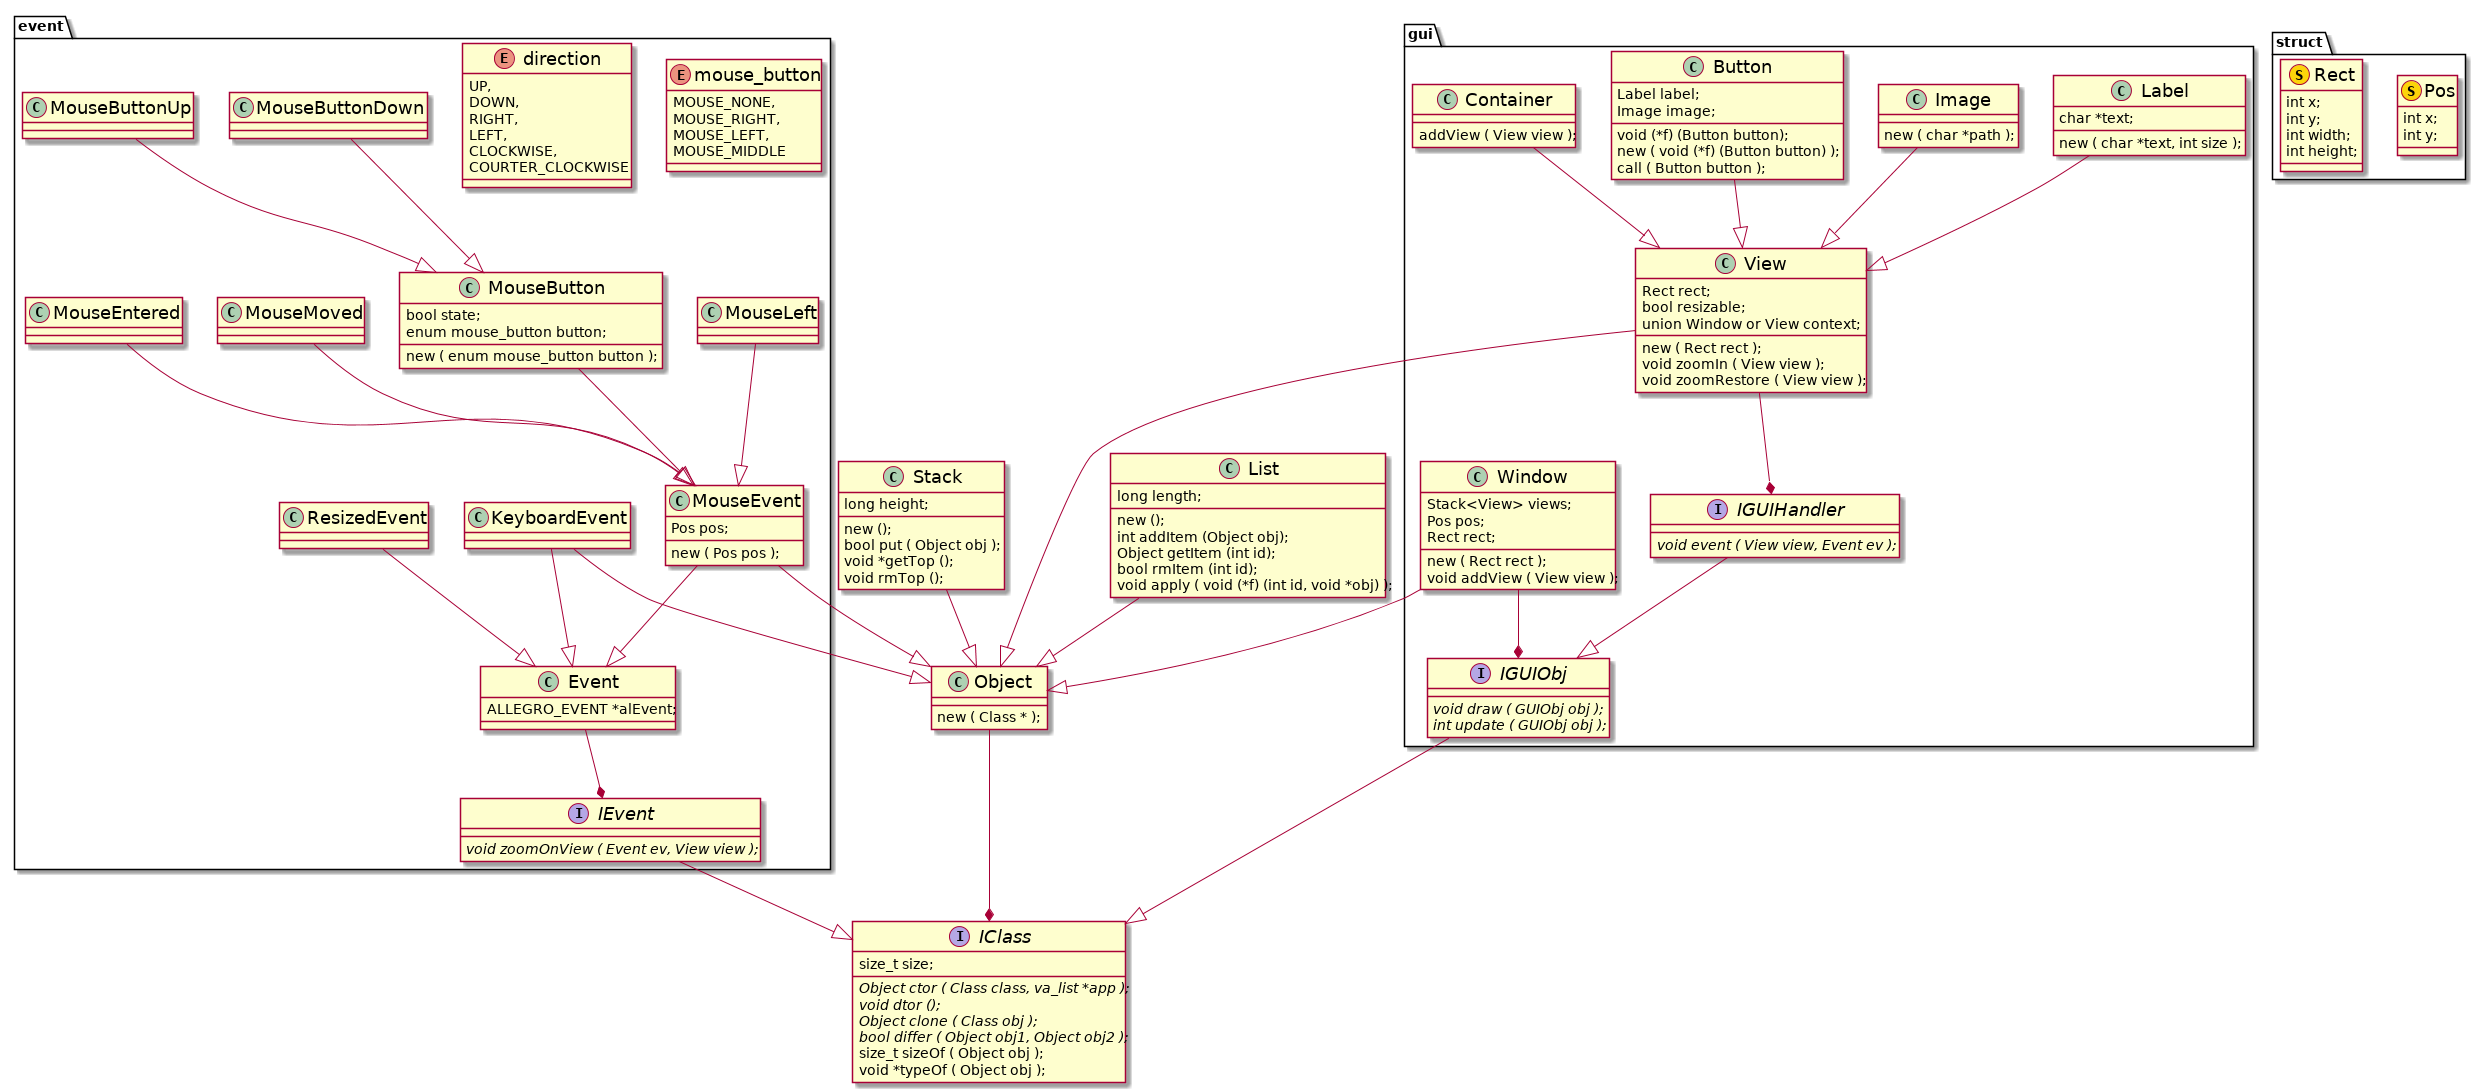 event
E direction
UP,
DOWN,
RIGHT,
LEFT,
CLOCKWISE,
COURTER_CLOCKWISE
E mouse_button
MOUSE_NONE,
MOUSE_RIGHT,
MOUSE_LEFT,
MOUSE_MIDDLE
C MouseButtonUp
C MouseButtonDown
C MouseButton
bool state;
enum mouse_button button;
new ( enum mouse_button button );
C MouseEntered
C MouseMoved
C MouseLeft
C MouseEvent
Pos pos;
new ( Pos pos );
C ResizedEvent
C KeyboardEvent
C Event
ALLEGRO_EVENT *alEvent;
I IEvent
void zoomOnView ( Event ev, View view );
C Stack
long height;
new ();
bool put ( Object obj );
void *getTop ();
void rmTop ();
C List
long length;
new ();
int addItem (Object obj);
Object getItem (int id);
bool rmItem (int id);
void apply ( void (*f) (int id, void *obj) );
C Object
new ( Class * );
I IClass
size_t size;
Object ctor ( Class class, va_list *app );
void dtor ();
Object clone ( Class obj );
bool differ ( Object obj1, Object obj2 );
size_t sizeOf ( Object obj );
void *typeOf ( Object obj );
gui
C Container
addView ( View view );
C Button
Label label;
Image image;
void (*f) (Button button);
new ( void (*f) (Button button) );
call ( Button button );
C Image
new ( char *path );
C Label
char *text;
new ( char *text, int size );
C View
Rect rect;
bool resizable;
union Window or View context;
new ( Rect rect );
void zoomIn ( View view );
void zoomRestore ( View view );
C Window
Stack<View> views;
Pos pos;
Rect rect;
new ( Rect rect );
void addView ( View view );
I IGUIHandler
void event ( View view, Event ev );
I IGUIObj
void draw ( GUIObj obj );
int update ( GUIObj obj );
struct
S Rect
int x;
int y;
int width;
int height;
S Pos
int x;
int y;